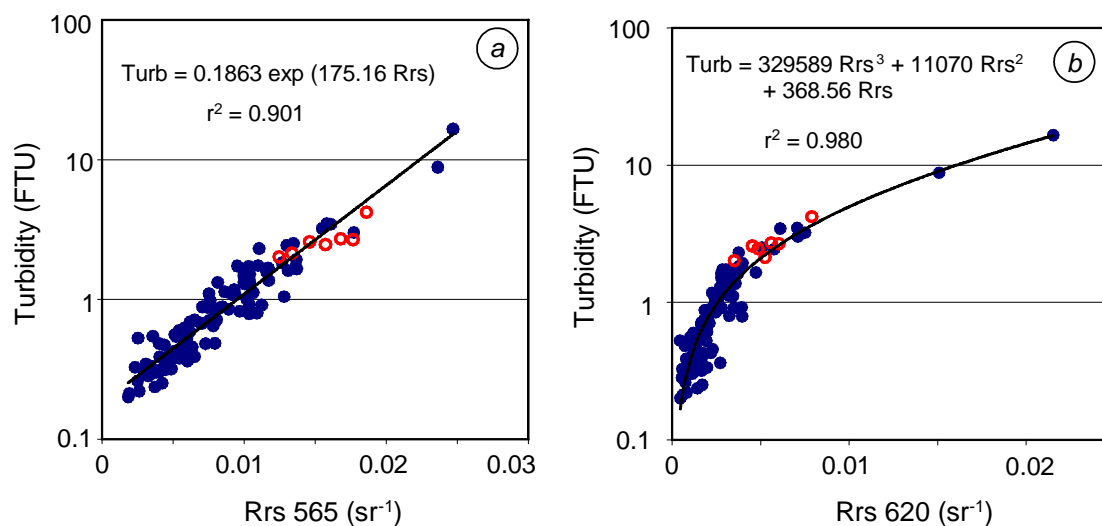 a
Turb = 0.1863 exp (175.16 Rrs)
r² = 0.901
100
10
1
0.1
Turbidity (FTU)
0
0.01
0.02
0.03
Rrs 565 (sr⁻¹)
b
Turb = 329589 Rrs³ + 11070 Rrs²
+ 368.56 Rrs
r² = 0.980
100
10
1
0.1
Turbidity (FTU)
0
0.01
0.02
Rrs 620 (sr⁻¹)